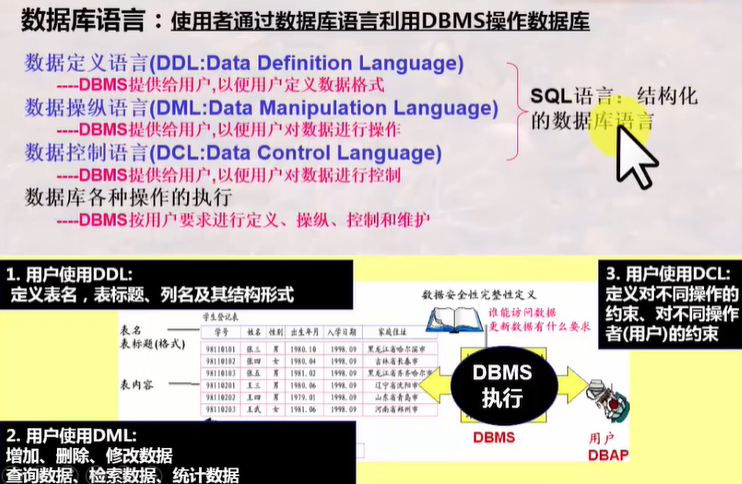 数据库语言：使用者通过数据库语言利用DBMS操作数据库
数据定义语言(DDL:Data Definition Language)
----DBMS提供给用户,以便用户定义数据格式
数据操纵语言(DML:Data Manipulation Language)
----DBMS提供给用户,以便用户对数据进行操作
数据控制语言(DCL:Data Control Language)
----DBMS提供给用户,以便用户对数据进行控制
数据库各种操作的执行
----DBMS按用户要求进行定义、操纵、控制和维护
SQL语言：结构化
的数据库语言
1. 用户使用DDL:
定义表名，表标题、列名及其结构形式
学生登记表
表名
表标题(格式)
表内容
学号 姓名 性别 出生年月 入学日期 家庭住址
98110101 张三 男 1980.10 1998.09 黑龙江省哈尔滨市
98110102 张四 女 1980.04 1998.09 吉林省长春市
98110103 张五 男 1981.02 1998.09 黑龙江省齐齐哈尔
98110201 王三 男 1980.06 1998.09 辽宁省沈阳市
98110202 王四 男 1979.01 1998.09 山东省青岛市
98110203 王武 女 1981.06 1998.09 河南省郑州市
数据安全性完整性定义
谁能访问数据
更新数据有什么要求
DBMS
执行
DBMS
用户
DBAP
3. 用户使用DCL:
定义对不同操作的
约束、对不同操作
者(用户)的约束
2. 用户使用DML:
增加、删除、修改数据
查询数据、检索数据、统计数据